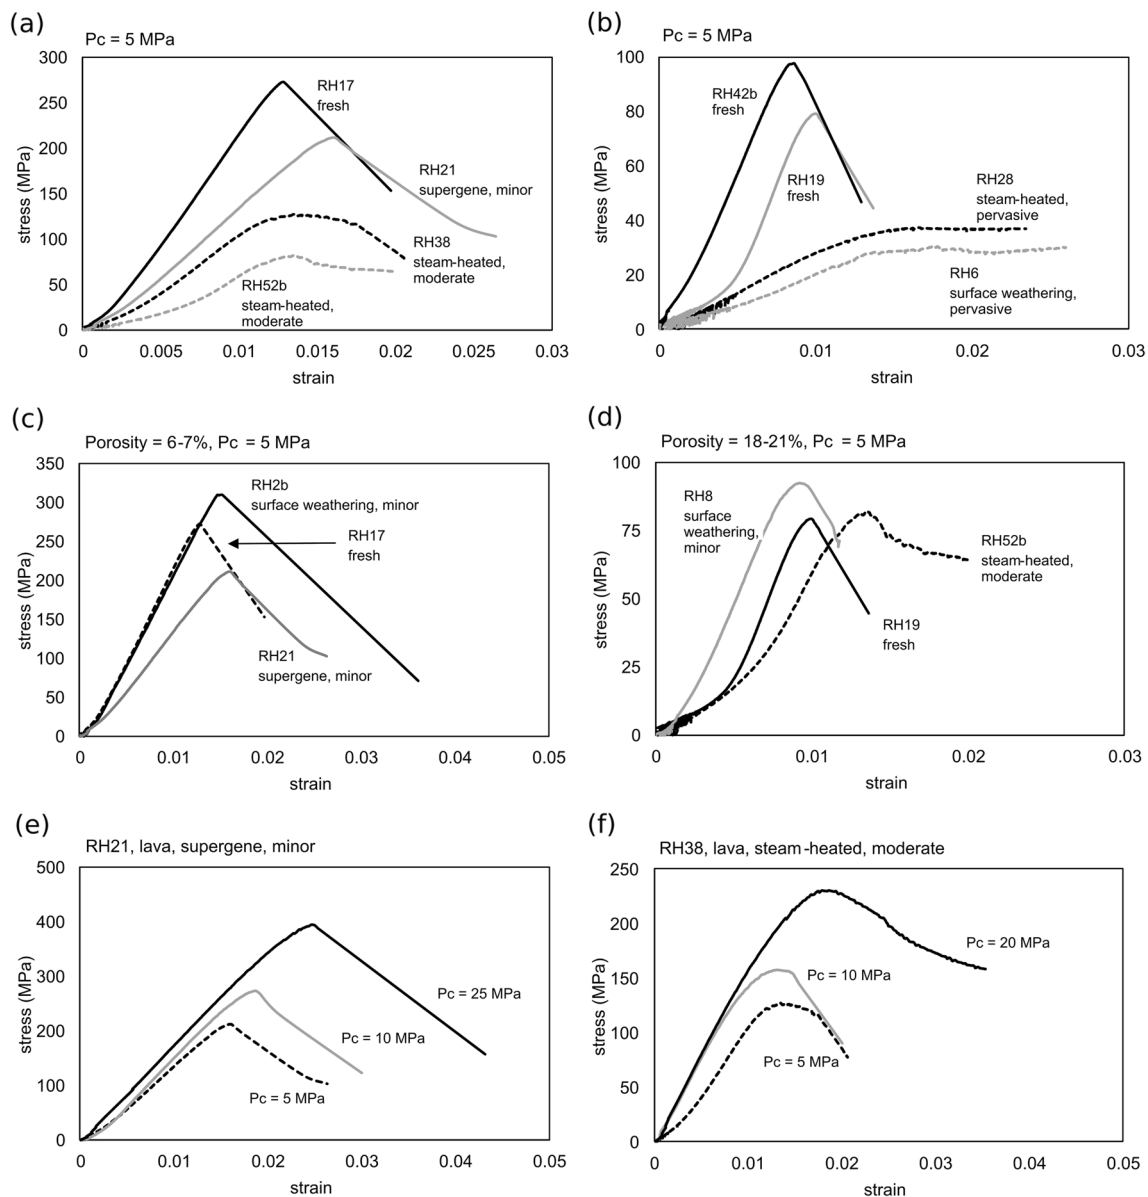 (a)
Pc = 5 MPa
300
250
200
150
100
50
0
stress (MPa)
0 0.005 0.01 0.015 0.02 0.025 0.03
strain
RH17
fresh
RH21
supergene, minor
RH38
steam-heated,
moderate
RH52b
steam-heated,
moderate
(b)
Pc = 5 MPa
100
80
60
40
20
0
stress (MPa)
0 0.01 0.02 0.03
strain
RH42b
fresh
RH19
fresh
RH28
steam-heated,
pervasive
RH6
surface weathering,
pervasive
(c)
Porosity = 6-7%, Pc = 5 MPa
350
300
250
200
150
100
50
0
stress (MPa)
0 0.01 0.02 0.03 0.04 0.05
strain
RH2b
surface weathering, minor
RH17
fresh
RH21
supergene, minor
(d)
Porosity = 18-21%, Pc = 5 MPa
100
75
50
25
0
stress (MPa)
0 0.01 0.02 0.03
strain
RH8
surface
weathering,
minor
RH52b
steam-heated,
moderate
RH19
fresh
(e)
RH21, lava, supergene, minor
500
400
300
200
100
0
stress (MPa)
0 0.01 0.02 0.03 0.04 0.05
strain
Pc = 25 MPa
Pc = 10 MPa
Pc = 5 MPa
(f)
RH38, lava, steam-heated, moderate
250
200
150
100
50
0
stress (MPa)
0 0.01 0.02 0.03 0.04 0.05
strain
Pc = 20 MPa
Pc = 10 MPa
Pc = 5 MPa